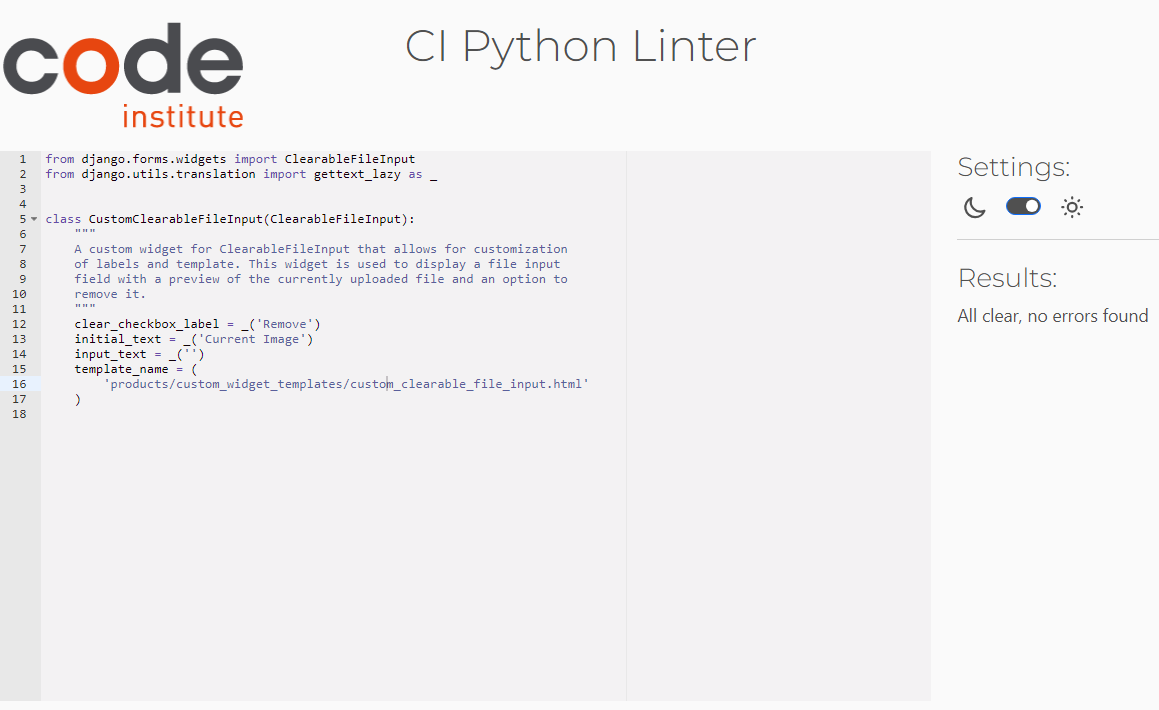 code
institute
CI Python Linter
1 from django.forms.widgets import ClearableFileInput
2 from django.utils.translation import gettext_lazy as _
3
4
5 class CustomClearableFileInput(ClearableFileInput):
6     """
7     A custom widget for ClearableFileInput that allows for customization
8     of labels and template. This widget is used to display a file input
9     field with a preview of the currently uploaded file and an option to
10     remove it.
11     """
12     clear_checkbox_label = _('Remove')
13     initial_text = _('Current Image')
14     input_text = _('')
15     template_name = (
16         'products/custom_widget_templates/custom_clearable_file_input.html'
17     )
18
Settings:
Results:
All clear, no errors found